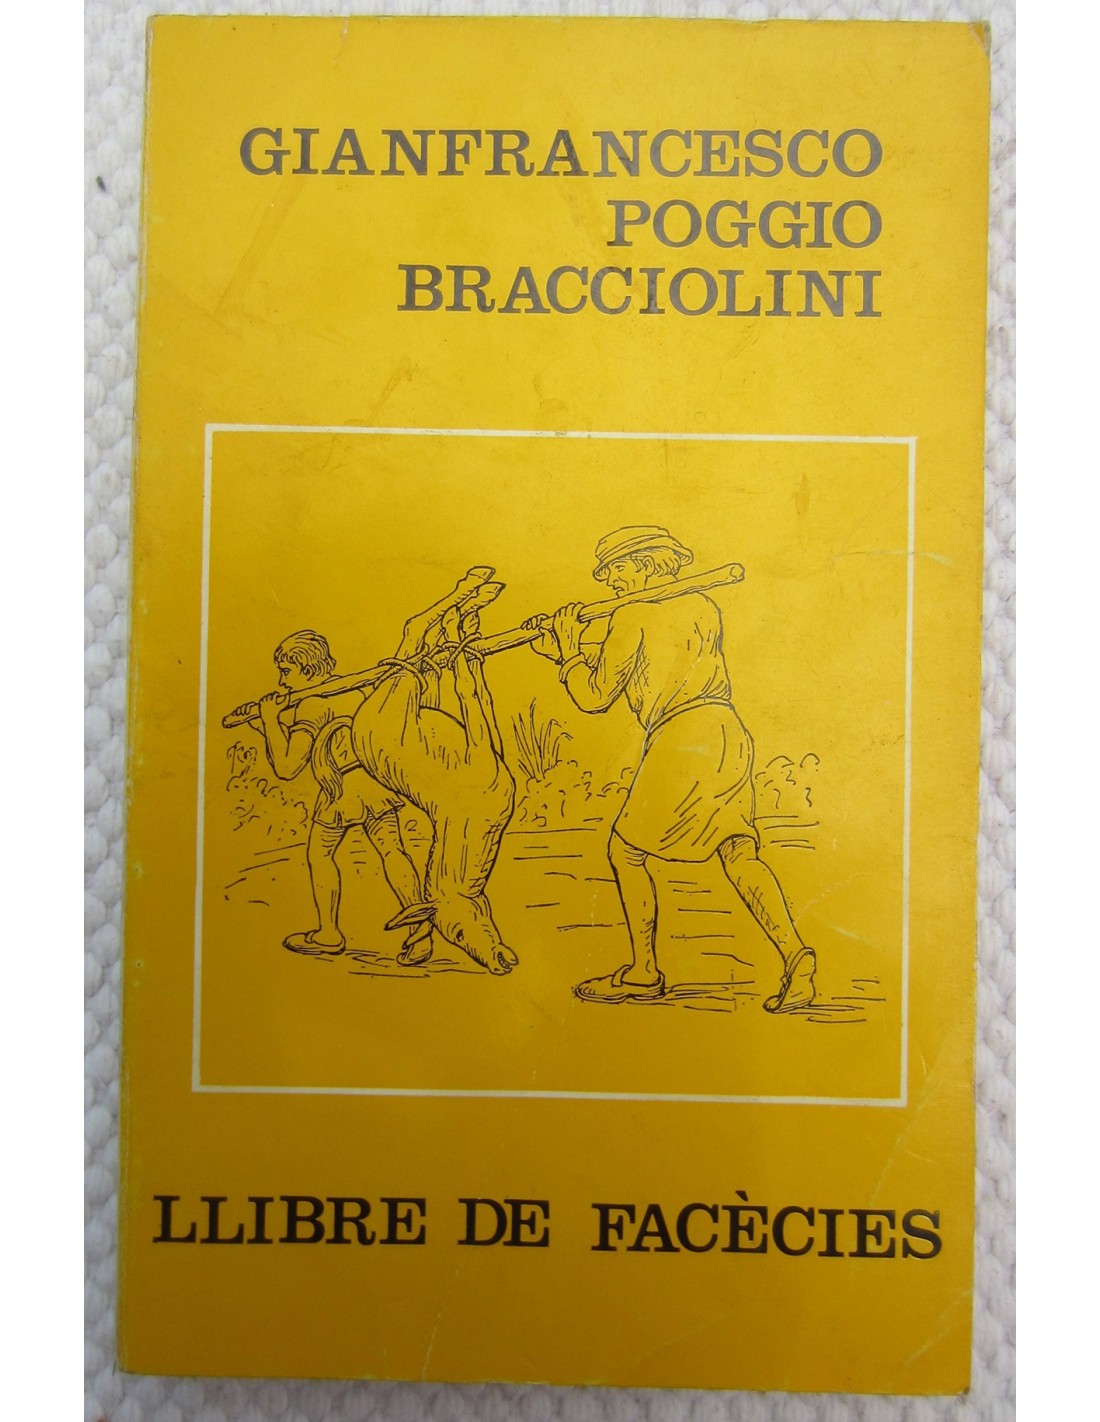 GIANFRANCESCO
POGGIO
BRACCIOLINI
LLIBRE DE FACÈCIES